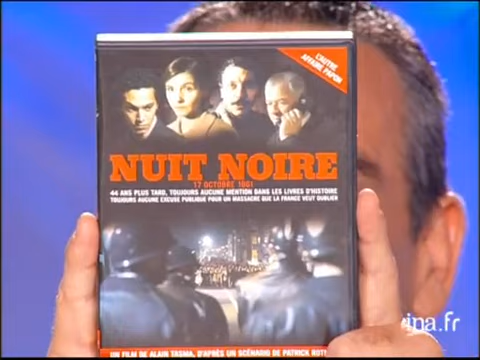 L'AUTRE
AFFAIRE PAPON
NUIT NOIRE
17 OCTOBRE 1961
44 ANS PLUS TARD, TOUJOURS AUCUNE MENTION DANS LES LIVRES D'HISTOIRE
TOUJOURS AUCUNE EXCUSE PUBLIQUE POUR UN MASSACRE QUE LA FRANCE VEUT OUBLIER
UN FILM DE ALAIN TASMA, D'APRÈS UN SCÉNARIO DE PATRICK ROT
ina.fr